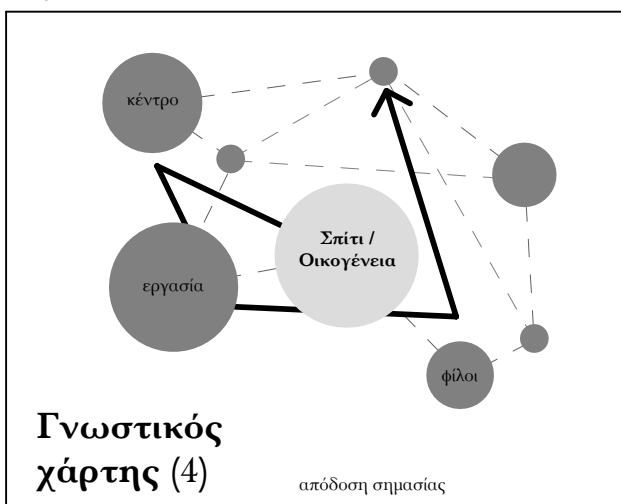 κέντρο
Σπίτι /
Οικογένεια
εργασία
φίλοι
Γνωστικός
χάρτης (4)
απόδοση σημασίας